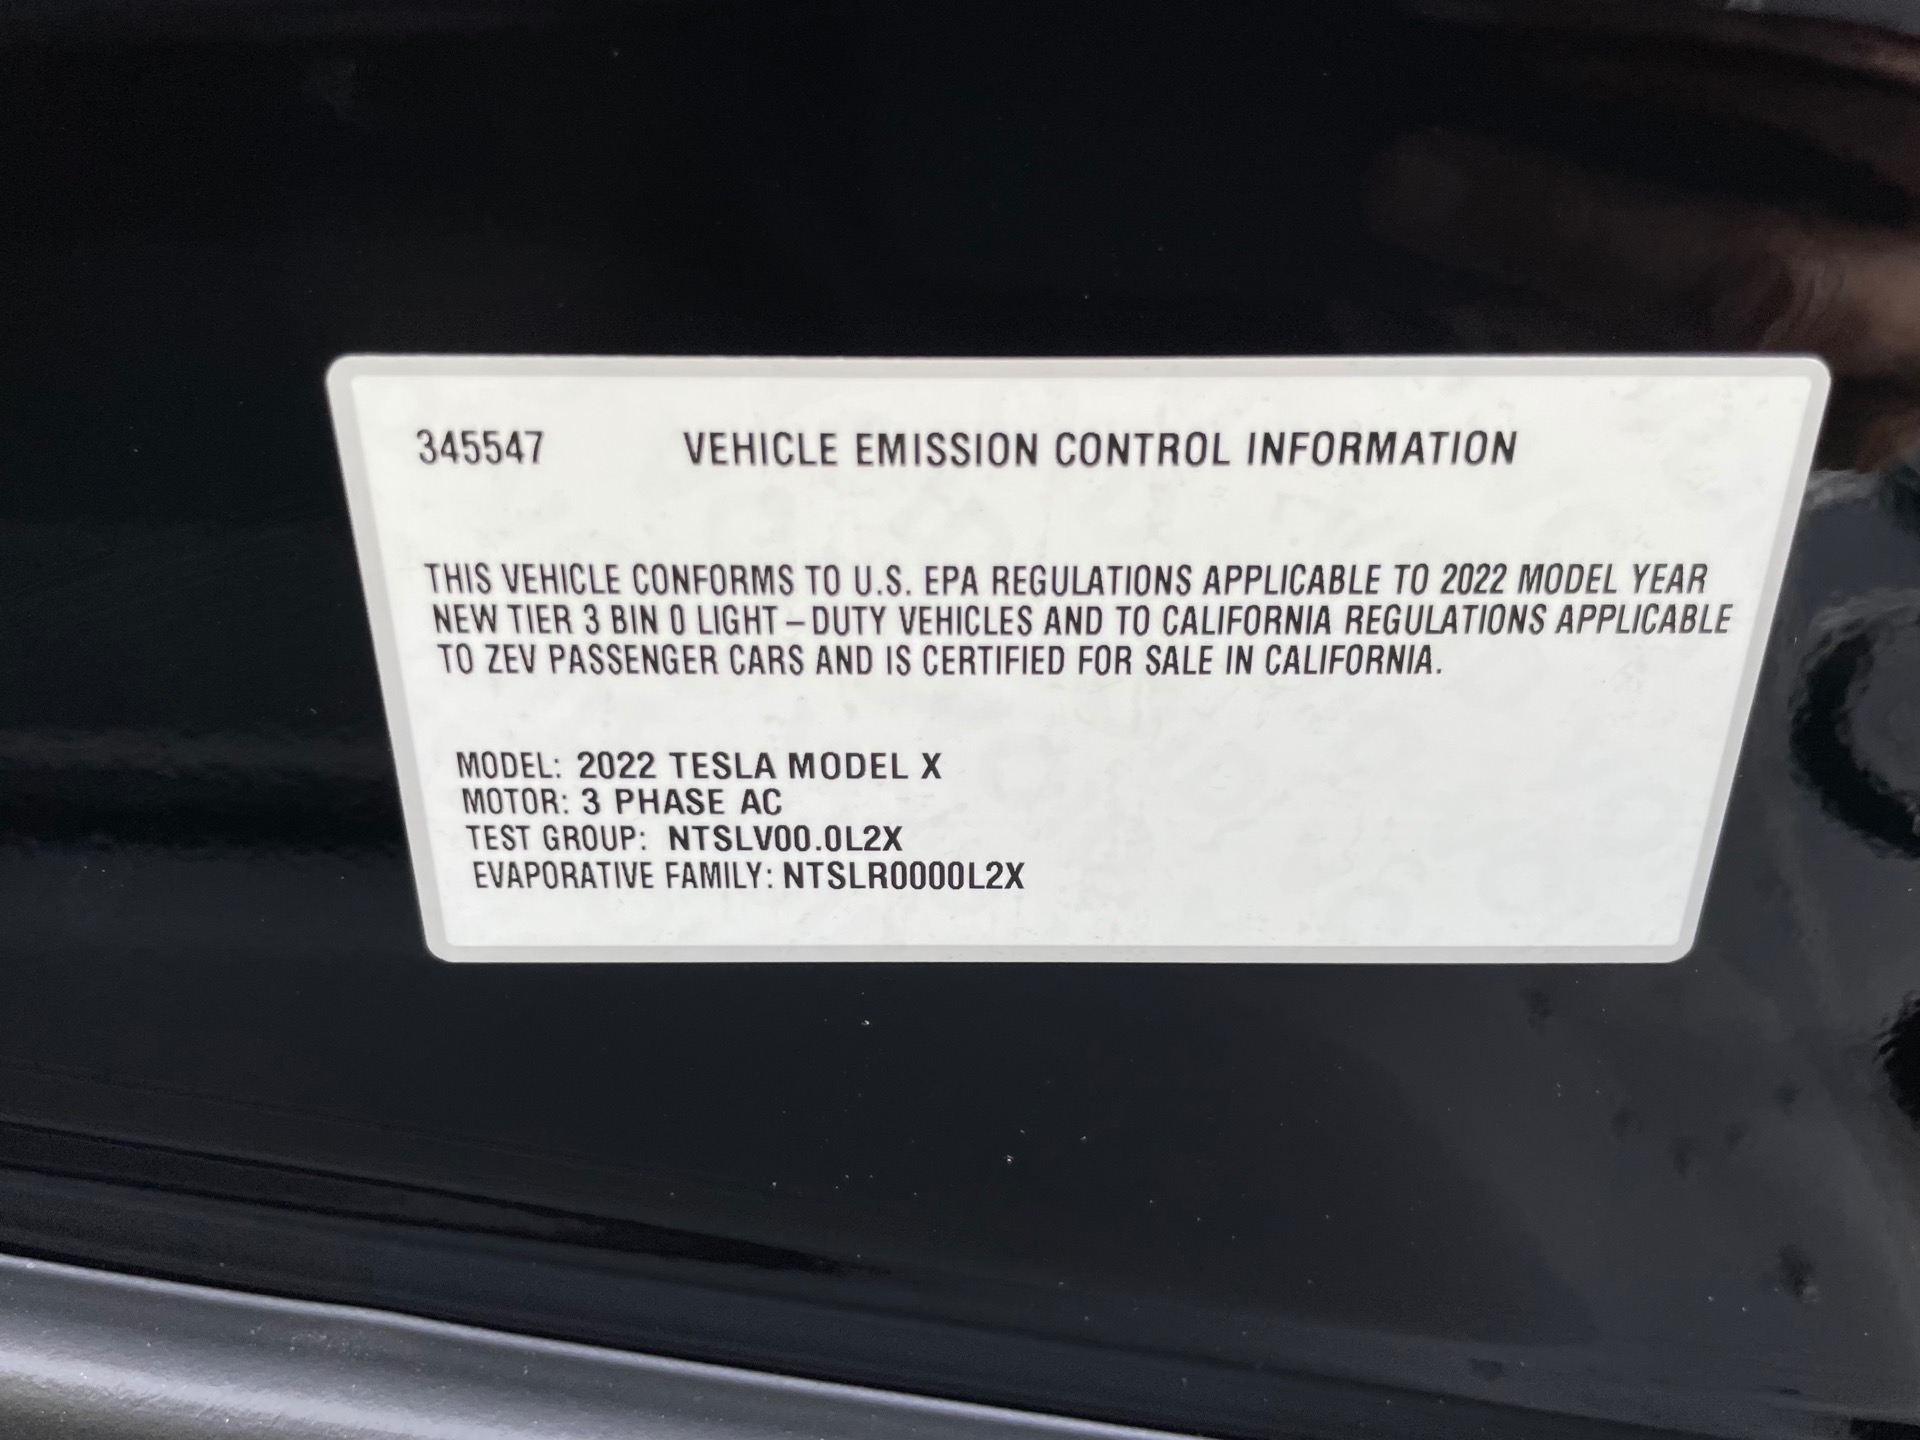 345547 VEHICLE EMISSION CONTROL INFORMATION
THIS VEHICLE CONFORMS TO U.S. EPA REGULATIONS APPLICABLE TO 2022 MODEL YEAR
NEW TIER 3 BIN 0 LIGHT-DUTY VEHICLES AND TO CALIFORNIA REGULATIONS APPLICABLE
TO ZEV PASSENGER CARS AND IS CERTIFIED FOR SALE IN CALIFORNIA.
MODEL: 2022 TESLA MODEL X
MOTOR: 3 PHASE AC
TEST GROUP: NTSLV00.0L2X
EVAPORATIVE FAMILY: NTSLR0000L2X